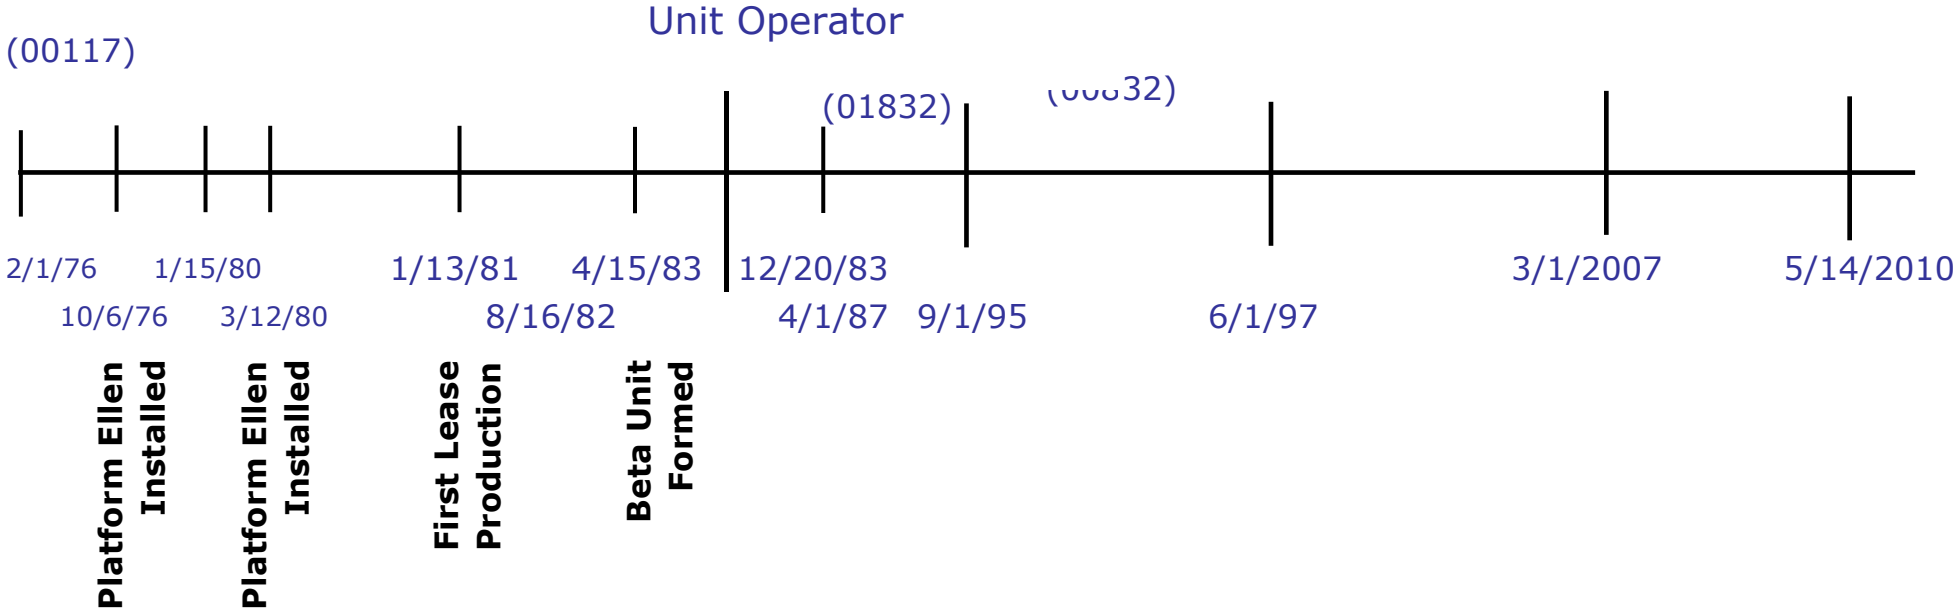 Unit Operator
(00117)
(01832)
32)
2/1/76
1/15/80
1/13/81
4/15/83
12/20/83
3/1/2007
5/14/2010
10/6/76
3/12/80
8/16/82
4/1/87
9/1/95
6/1/97
Platform Ellen
Installed
Platform Ellen
Installed
First Lease
Production
Beta Unit
Formed